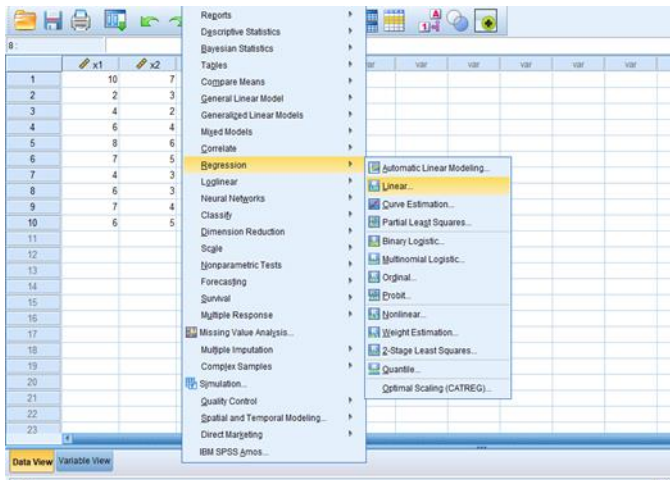 8 :
x1 x2 var var var var var
1 10 7
2 2 3
3 4 2
4 6 4
5 8 6
6 7 5
7 4 3
8 6 3
9 7 4
10 6 5
11
12
13
14
15
16
17
18
19
20
21
22
23
Reports
Descriptive Statistics
Bayesian Statistics
Tables
Compare Means
General Linear Model
Generalized Linear Models
Mixed Models
Correlate
Regression
Loglinear
Neural Networks
Classify
Dimension Reduction
Scale
Nonparametric Tests
Forecasting
Survival
Multiple Response
Missing Value Analysis...
Multiple Imputation
Complex Samples
Simulation...
Quality Control
Spatial and Temporal Modeling...
Direct Marketing
IBM SPSS Amos...
Automatic Linear Modeling...
Linear...
Curve Estimation...
Partial Least Squares...
Binary Logistic...
Multinomial Logistic...
Ordinal...
Probit...
Nonlinear...
Weight Estimation...
2-Stage Least Squares...
Quantile...
Optimal Scaling (CATREG)...
Data View Variable View